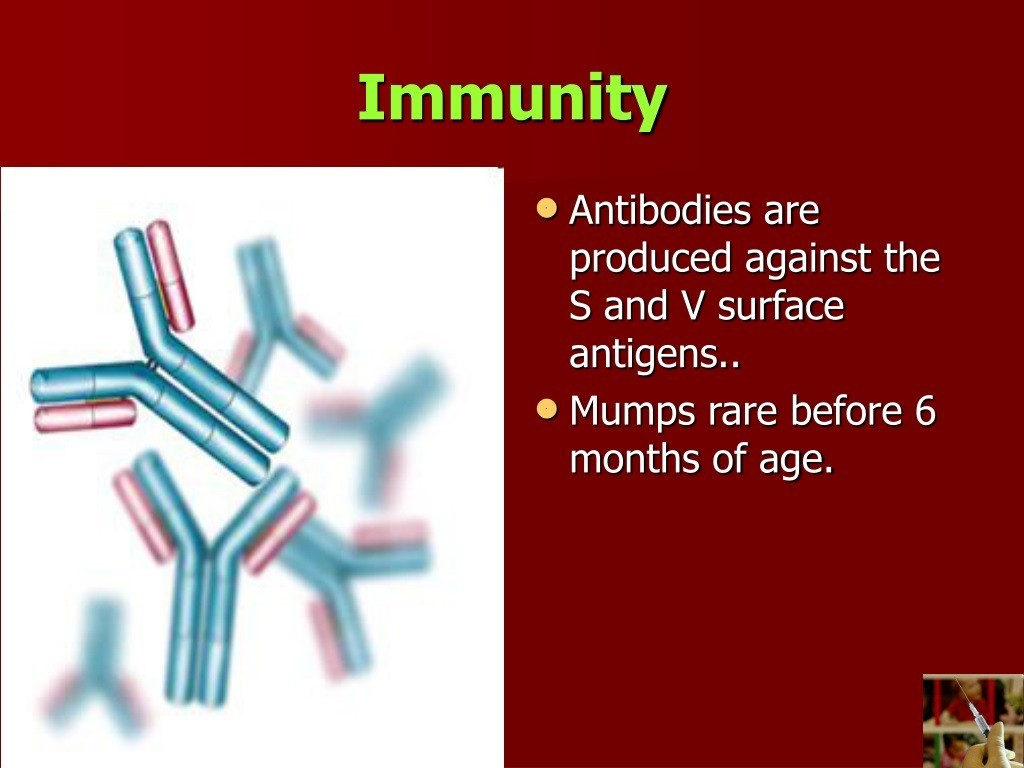 Immunity
Antibodies are
produced against the
S and V surface
antigens..
Mumps rare before 6
months of age.